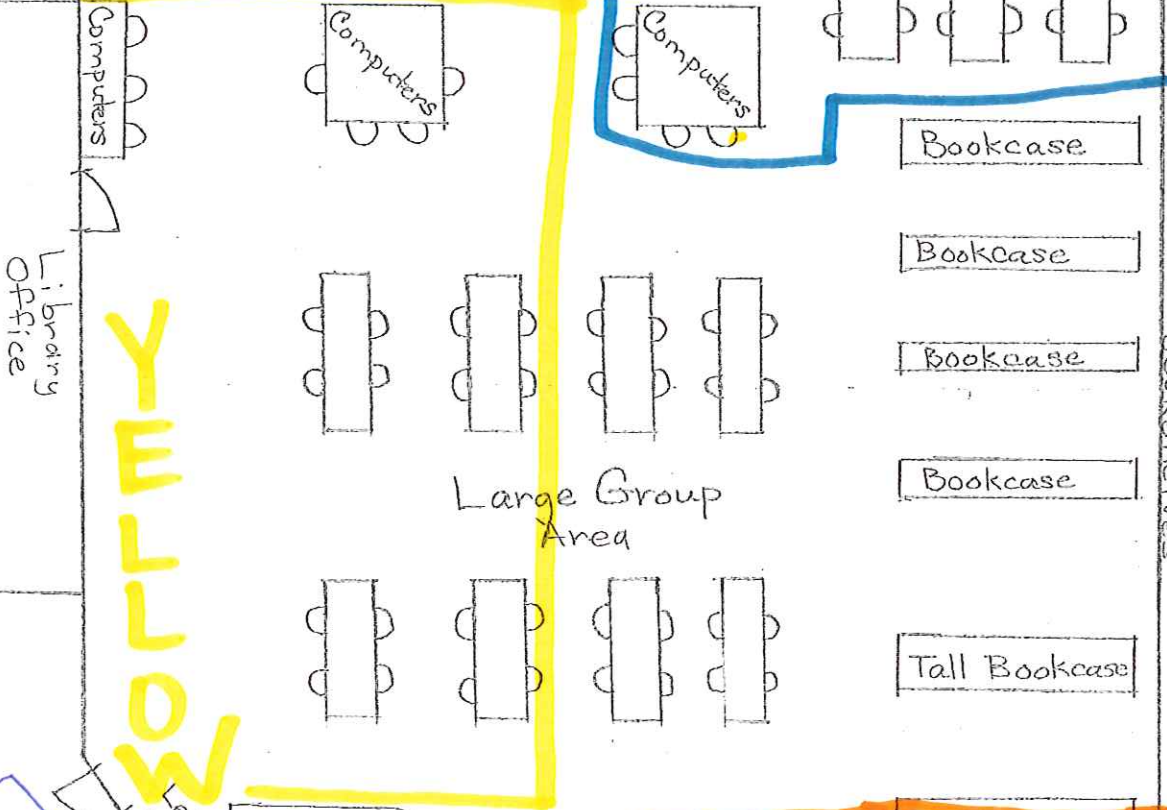 Computers
Computers
Computers
Bookcase
Bookcase
Library
Office
YELLOW
Bookcase
Bookcase
Large Group
Area
Tall Bookcase